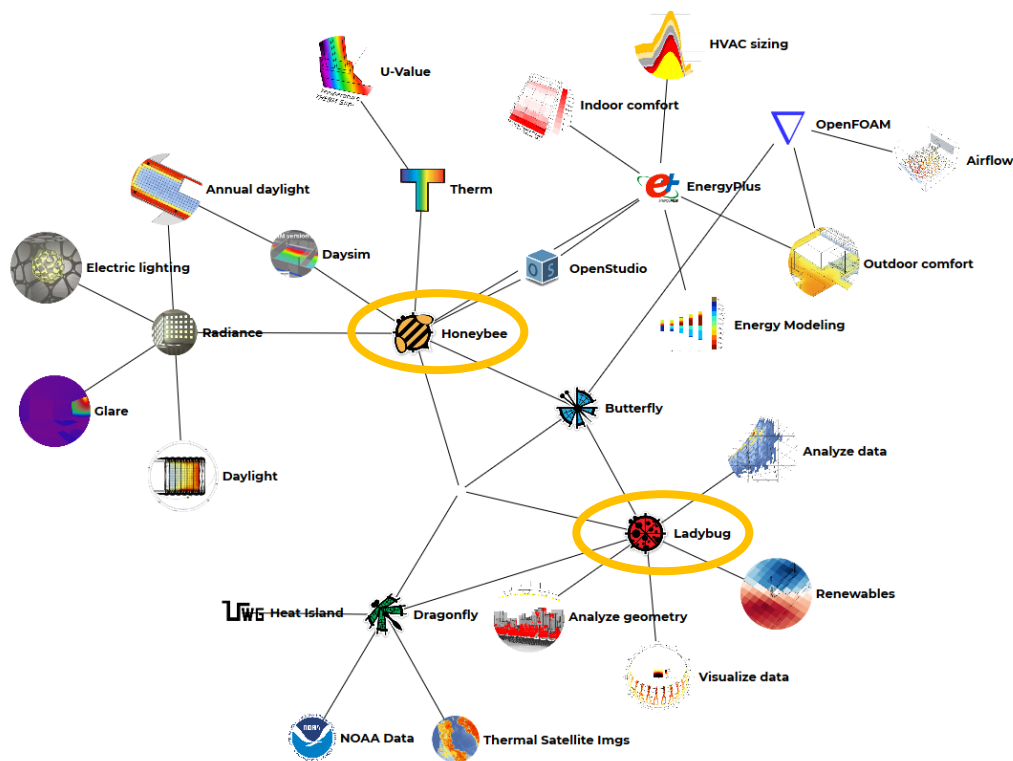 HVAC sizing
U-Value
Indoor comfort
OpenFOAM
Airflow
Annual daylight
Therm
EnergyPlus
Daysim
Electric lighting
OpenStudio
Outdoor comfort
Radiance
Honeybee
Energy Modeling
Glare
Butterfly
Analyze data
Daylight
Ladybug
Renewables
UWG
Heat Island
Dragonfly
Analyze geometry
Visualize data
NOAA Data
Thermal Satellite Imgs